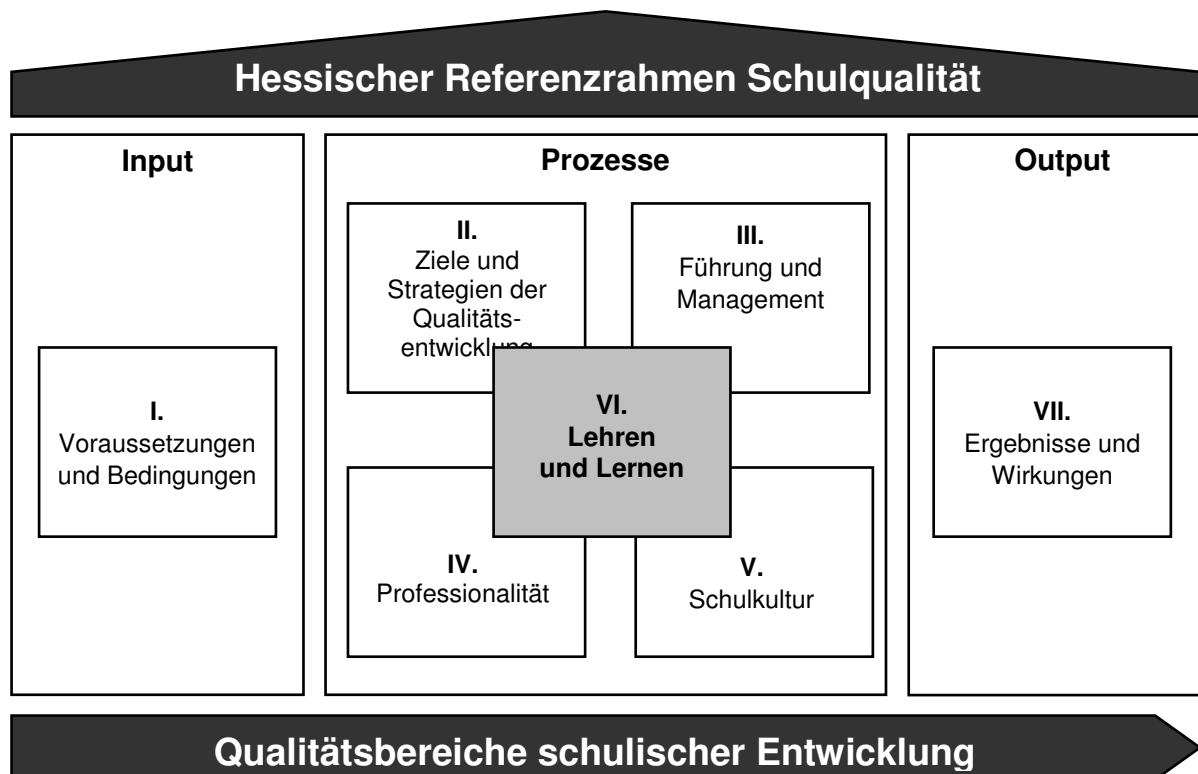 Hessischer Referenzrahmen Schulqualität
Input
I.
Voraussetzungen
und Bedingungen
Prozesse
II.
Ziele und
Strategien der
Qualitäts-
entwicklung
III.
Führung und
Management
VI.
Lehren
und Lernen
IV.
Professionalität
V.
Schulkultur
Output
VII.
Ergebnisse und
Wirkungen
Qualitätsbereiche schulischer Entwicklung